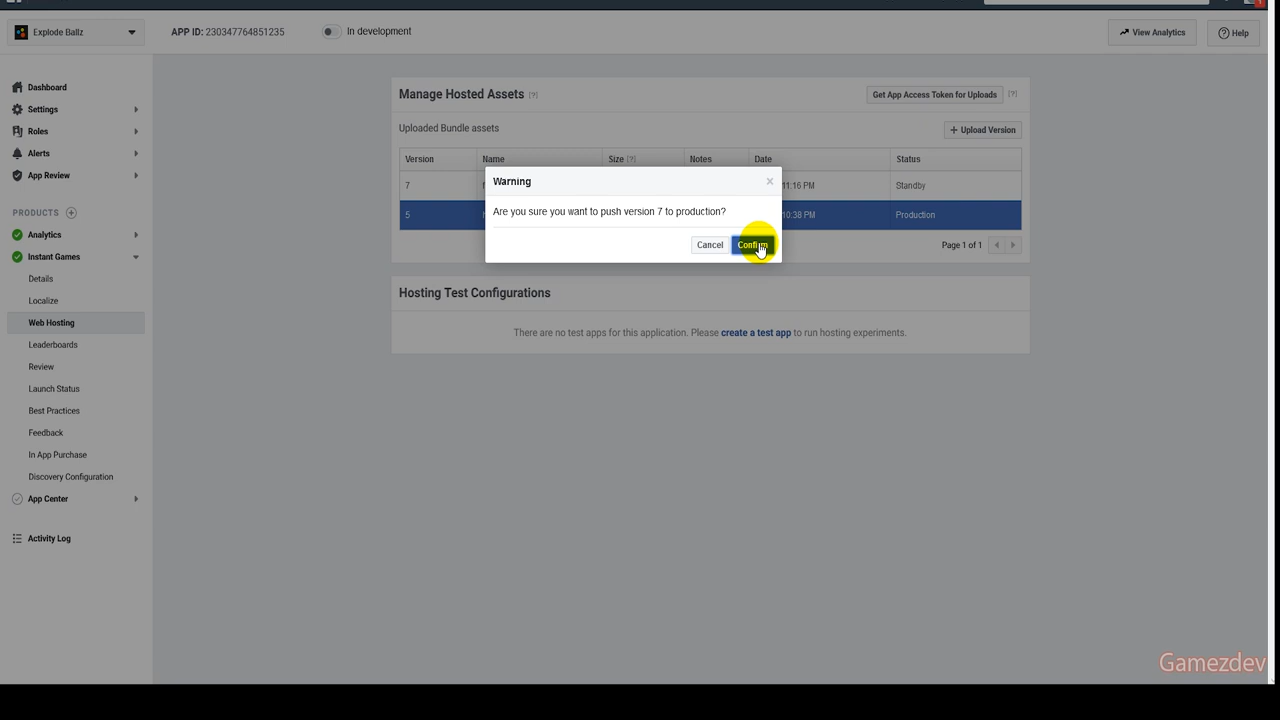 Explode Ballz
APP ID: 230347764851235
In development
View Analytics
Help
Dashboard
Settings
Roles
Alerts
App Review
PRODUCTS
Analytics
Instant Games
Details
Localize
Web Hosting
Leaderboards
Review
Launch Status
Best Practices
Feedback
In App Purchase
Discovery Configuration
App Center
Activity Log
Manage Hosted Assets [?]
Get App Access Token for Uploads [?]
Uploaded Bundle assets
+ Upload Version
Version Name Size [?] Notes Date Status
7 11:16 PM Standby
5 10:38 PM Production
Page 1 of 1
Warning
Are you sure you want to push version 7 to production?
Cancel Confirm
Hosting Test Configurations
There are no test apps for this application. Please create a test app to run hosting experiments.
Gamezdev